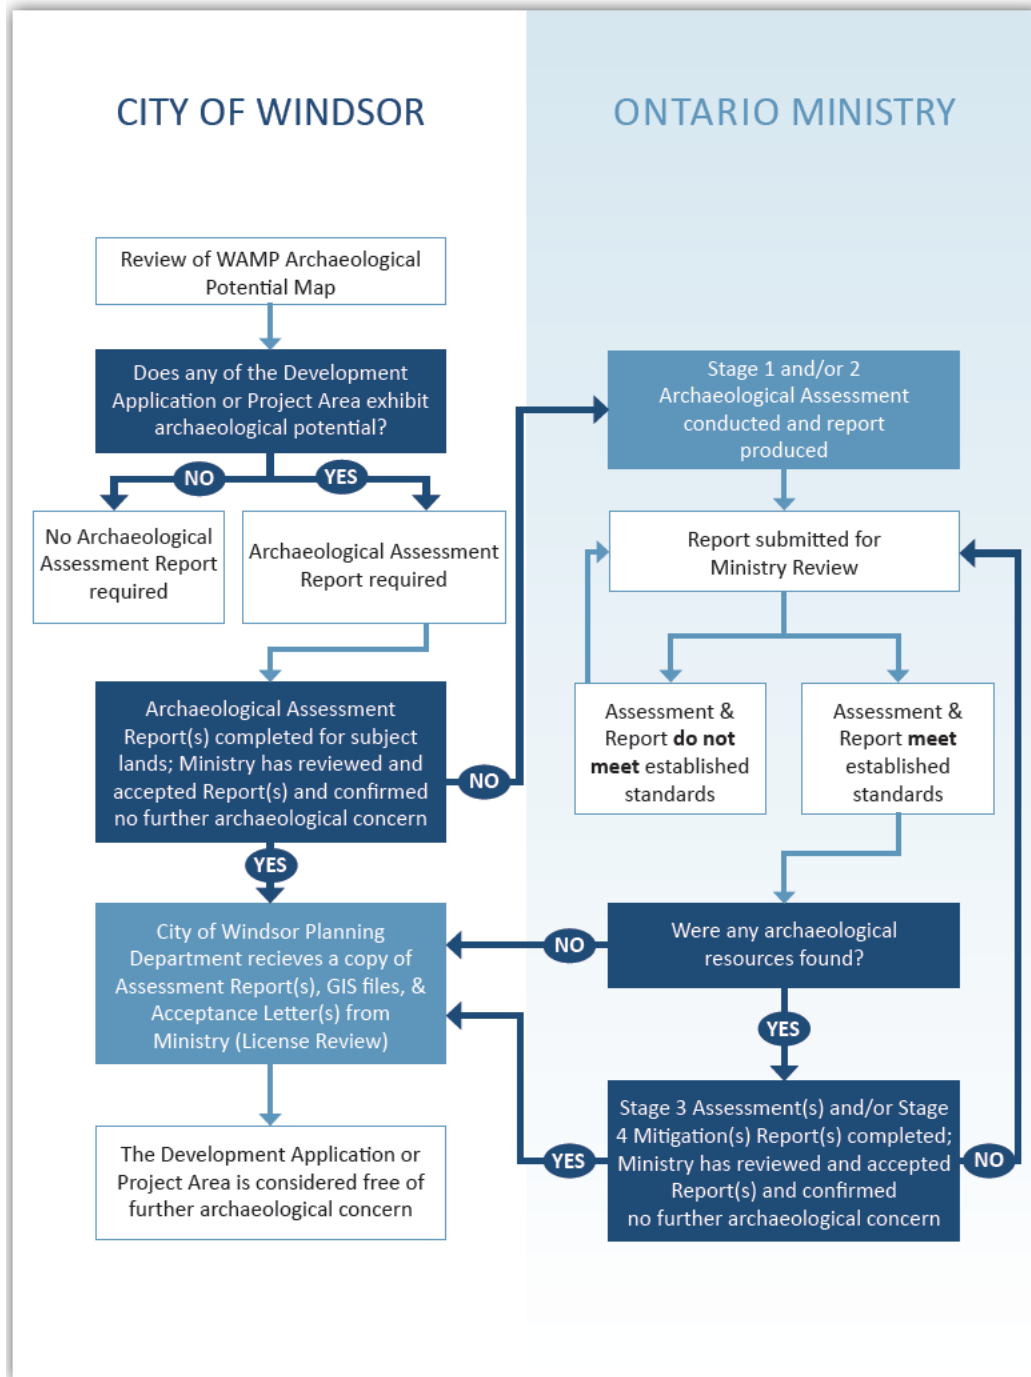 CITY OF WINDSOR
ONTARIO MINISTRY
Review of WAMP Archaeological
Potential Map
Does any of the Development
Application or Project Area exhibit
archaeological potential?
NO
YES
No Archaeological
Assessment Report
required
Archaeological Assessment
Report required
Archaeological Assessment
Report(s) completed for subject
lands; Ministry has reviewed and
accepted Report(s) and confirmed
no further archaeological concern
NO
YES
City of Windsor Planning
Department recieves a copy of
Assessment Report(s), GIS files, &
Acceptance Letter(s) from
Ministry (License Review)
The Development Application or
Project Area is considered free of
further archaeological concern
Stage 1 and/or 2
Archaeological Assessment
conducted and report
produced
Report submitted for
Ministry Review
Assessment &
Report do not
meet established
standards
Assessment &
Report meet
established
standards
Were any archaeological
resources found?
NO
YES
Stage 3 Assessment(s) and/or Stage
4 Mitigation(s) Report(s) completed;
Ministry has reviewed and accepted
Report(s) and confirmed
no further archaeological concern
YES
NO